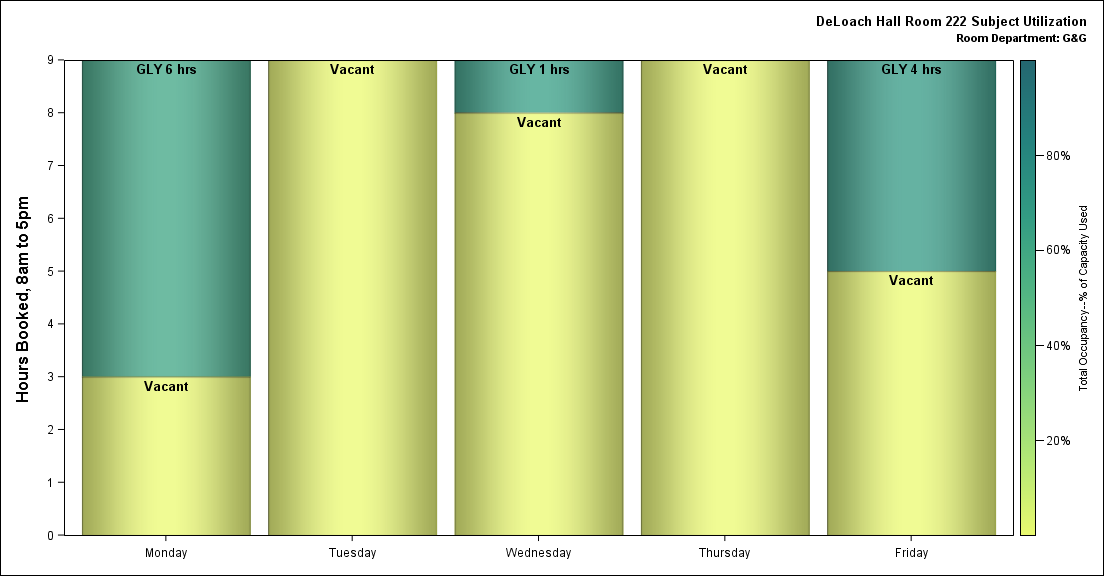 DeLoach Hall Room 222 Subject Utilization
Room Department: G&G
Hours Booked, 8am to 5pm
9
8
7
6
5
4
3
2
1
0
GLY 6 hrs
Vacant
Vacant
GLY 1 hrs
Vacant
Vacant
GLY 4 hrs
Vacant
Monday
Tuesday
Wednesday
Thursday
Friday
80%
60%
40%
20%
Total Occupancy--% of Capacity Used